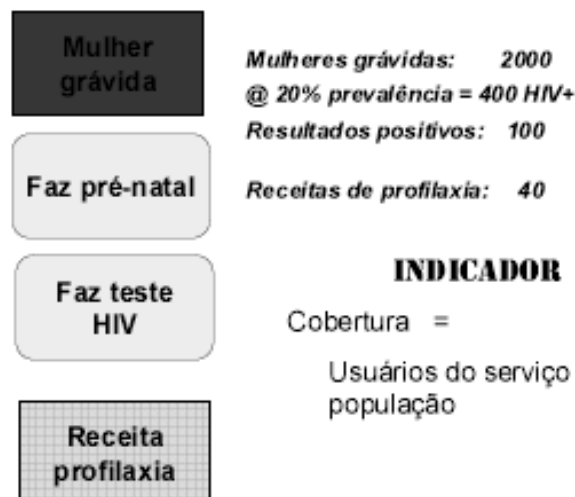 Mulher
grávida
Faz pré-natal
Faz teste
HIV
Receita
profilaxia
Mulheres grávidas: 2000
@ 20% prevalência = 400 HIV+
Resultados positivos: 100
Receitas de profilaxia: 40
INDICADOR
Cobertura =
Usuários do serviço
população